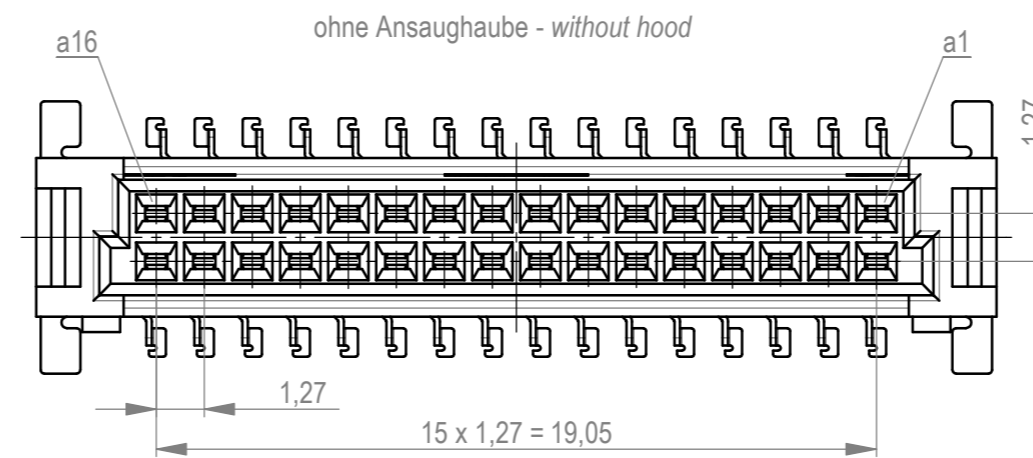 ohne Ansaughaube - without hood
a16
a1
1,27
1,27
15 x 1,27 = 19,05